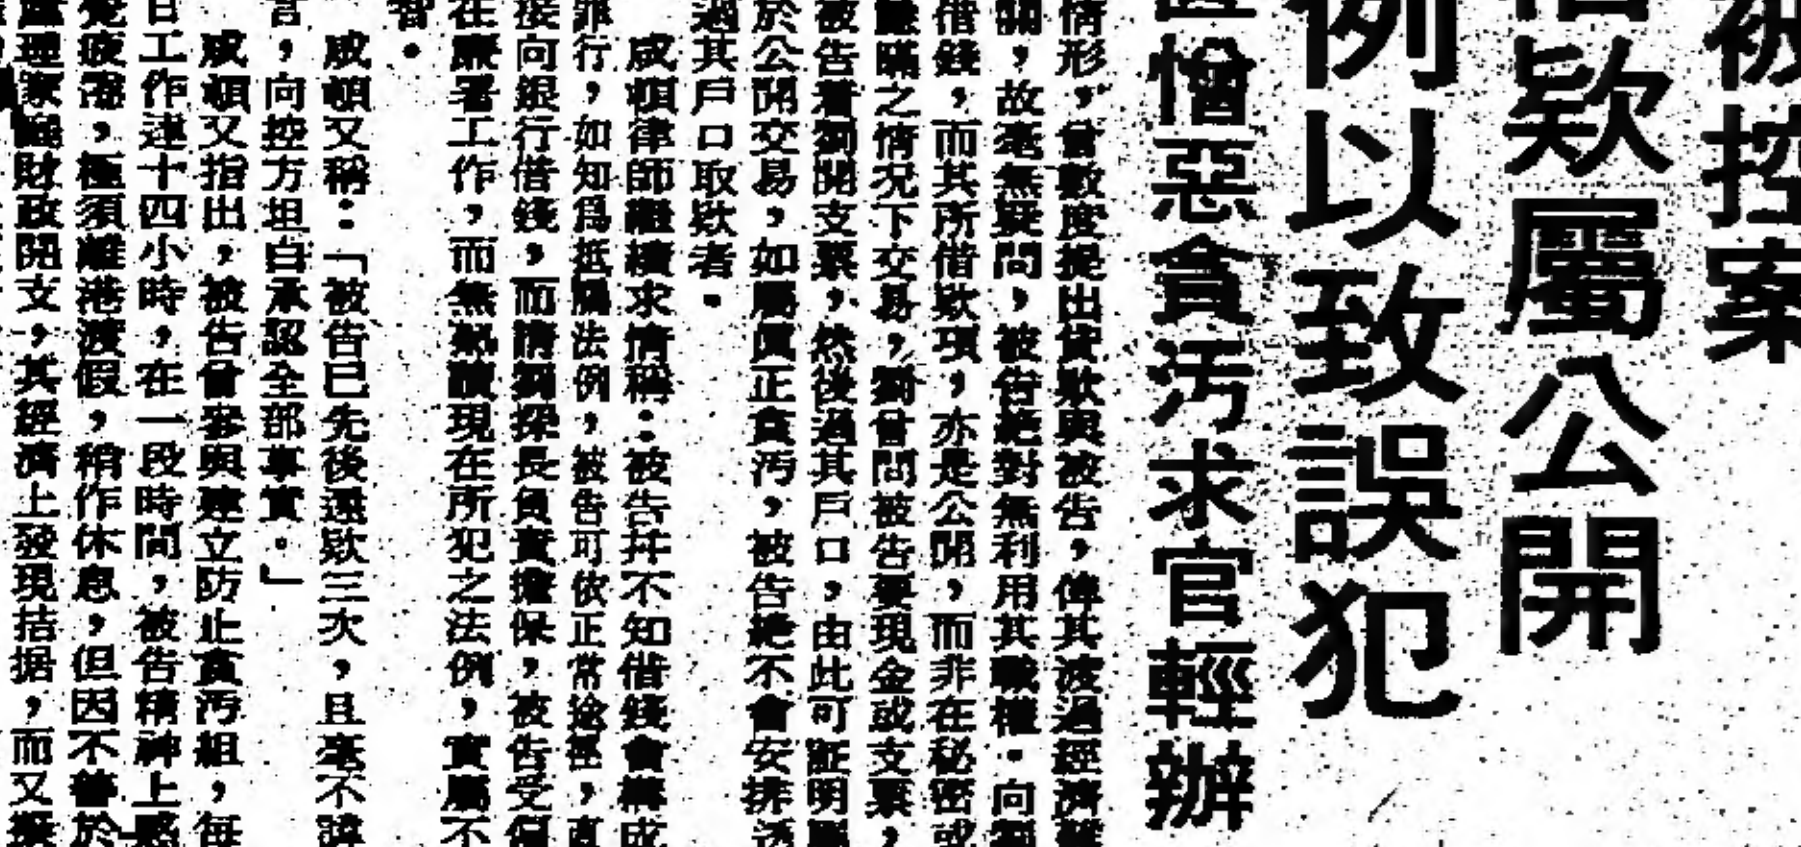 被控案
借欵屬公開
例以致誤犯
憎惡貪污求官輕辦
情形，曾數度提出貸欵與被告，俾其渡過經濟難
關，故毫無疑問，被告絕對無利用其職權。向劉
借錢，而其所借欵項，亦是公開，而非在秘密或
隱瞞之情況下交易，劉曾問被告要現金或支票，
被告着劉開支票，然後過其戶口，由此可証明屬
於公開交易，如屬眞正貪污，被告絕不會安排透
過其戶口取欵者。
威頓律師繼續求情稱：被告幷不知借錢會構成
罪行，如知爲抵觸法例，被告可依正常途徑，直
接向銀行借錢，而請劉探長負責擔保，被告受僱
在廉署工作，而無熟讀現在所犯之法例，實屬不
智。
威頓又稱：「被告已先後還欵三次，且毫不諱
言，向控方坦白承認全部事實。」
威頓又指出，被告曾參與建立防止貪污組，每
日工作達十四小時，在一段時間，被告精神上感
覺疲憊，極須離港渡假，稍作休息，但因不善於
處理家庭財政開支，其經濟上發現拮据，而又